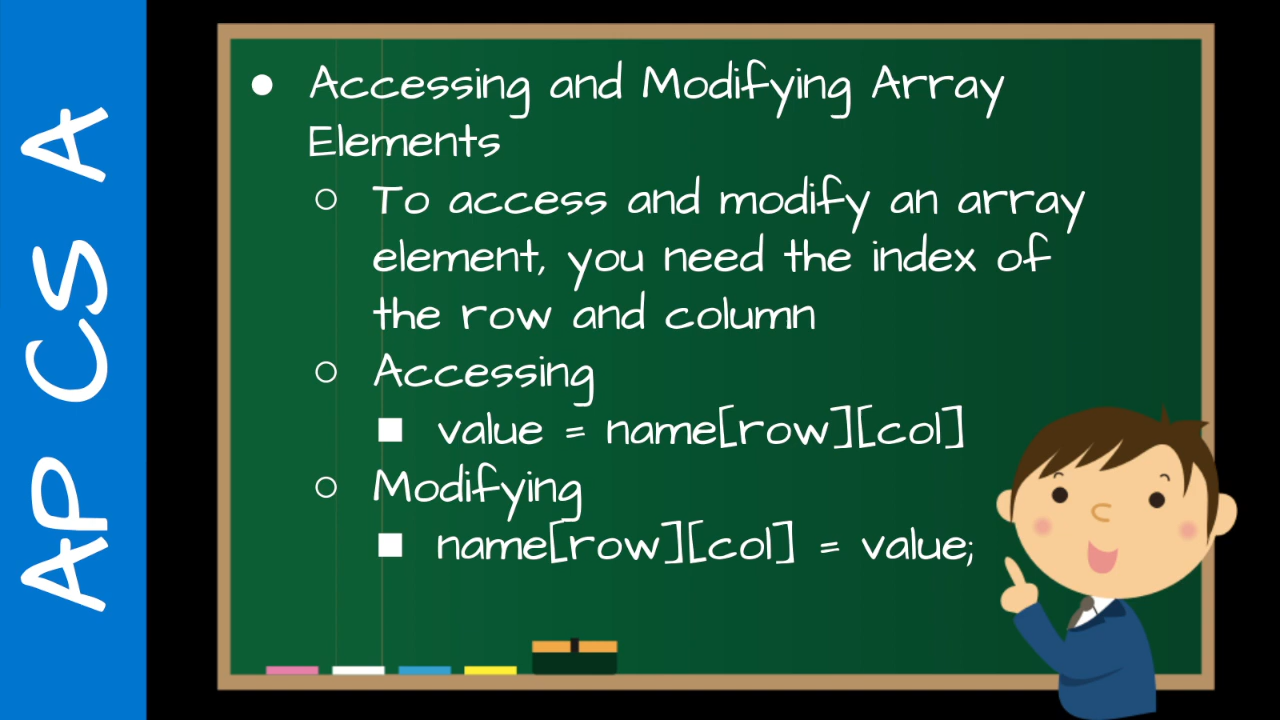 AP CS A
● Accessing and Modifying Array
Elements
○ To access and modify an array
element, you need the index of
the row and column
○ Accessing
■ value = name[row][col]
○ Modifying
■ name[row][col] = value;